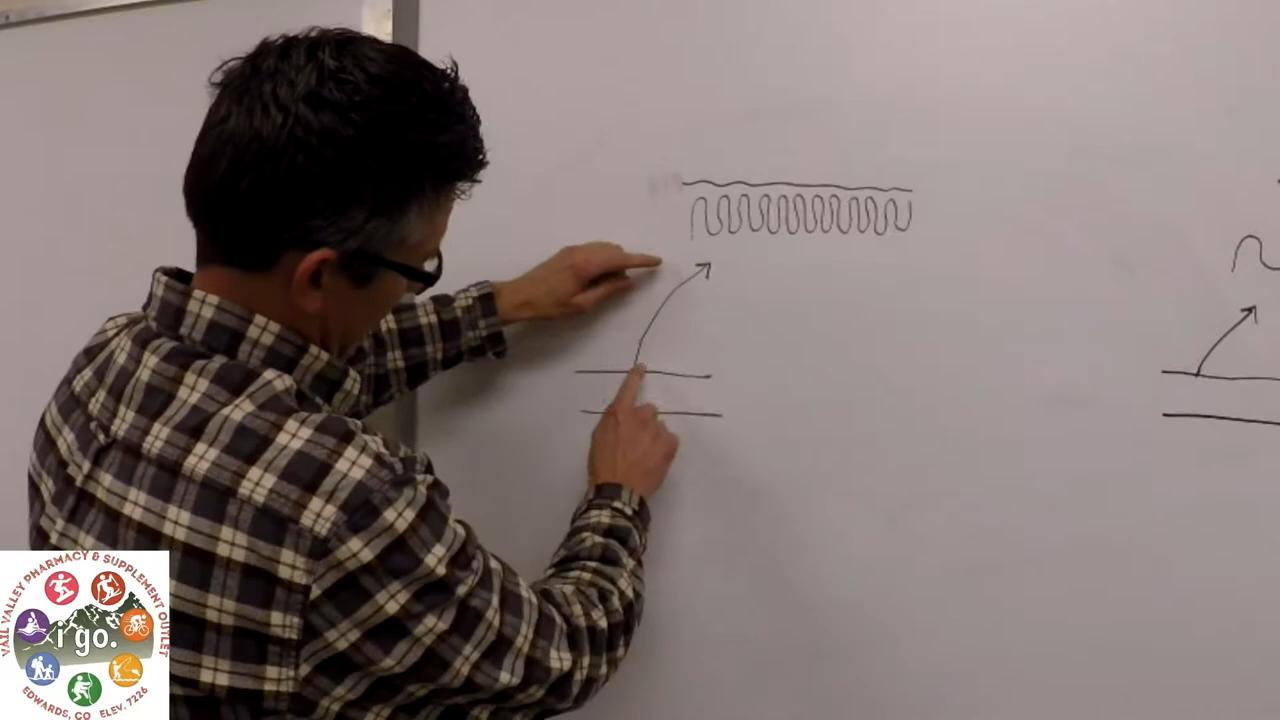 VAIL VALLEY PHARMACY & SUPPLEMENT OUTLET
i go.
EDWARDS, CO ELEV. 7226